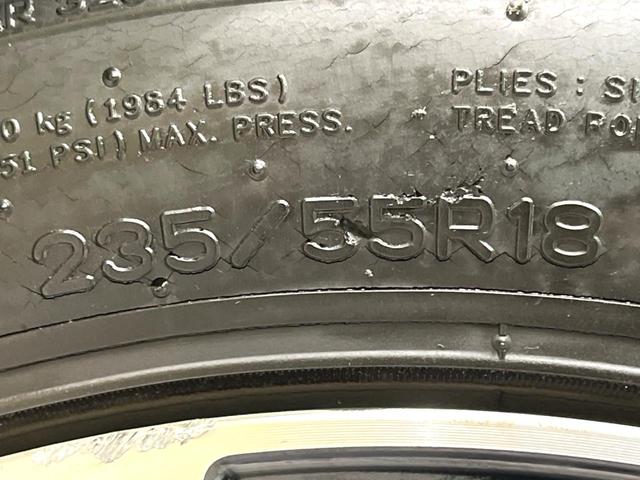 0 kg (1984 LBS)
51 PSI) MAX. PRESS.
PLIES :
TREAD
235/55R18